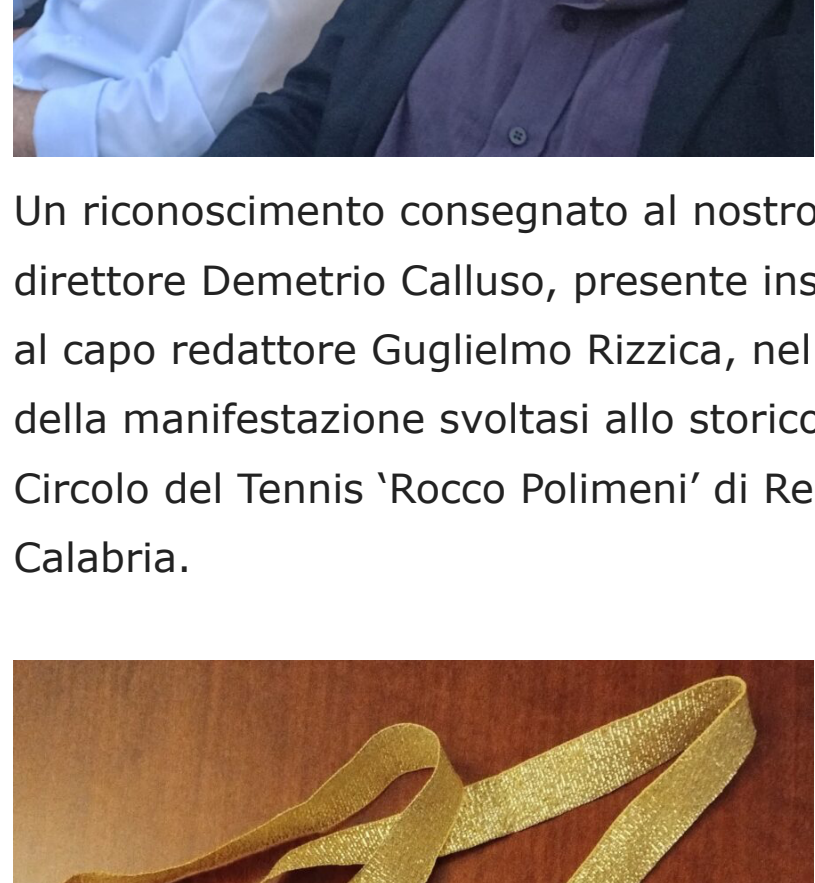 Un riconoscimento consegnato al nostro
direttore Demetrio Calluso, presente ins
al capo redattore Guglielmo Rizzica, nel
della manifestazione svoltasi allo storico
Circolo del Tennis ‘Rocco Polimeni’ di Re
Calabria.